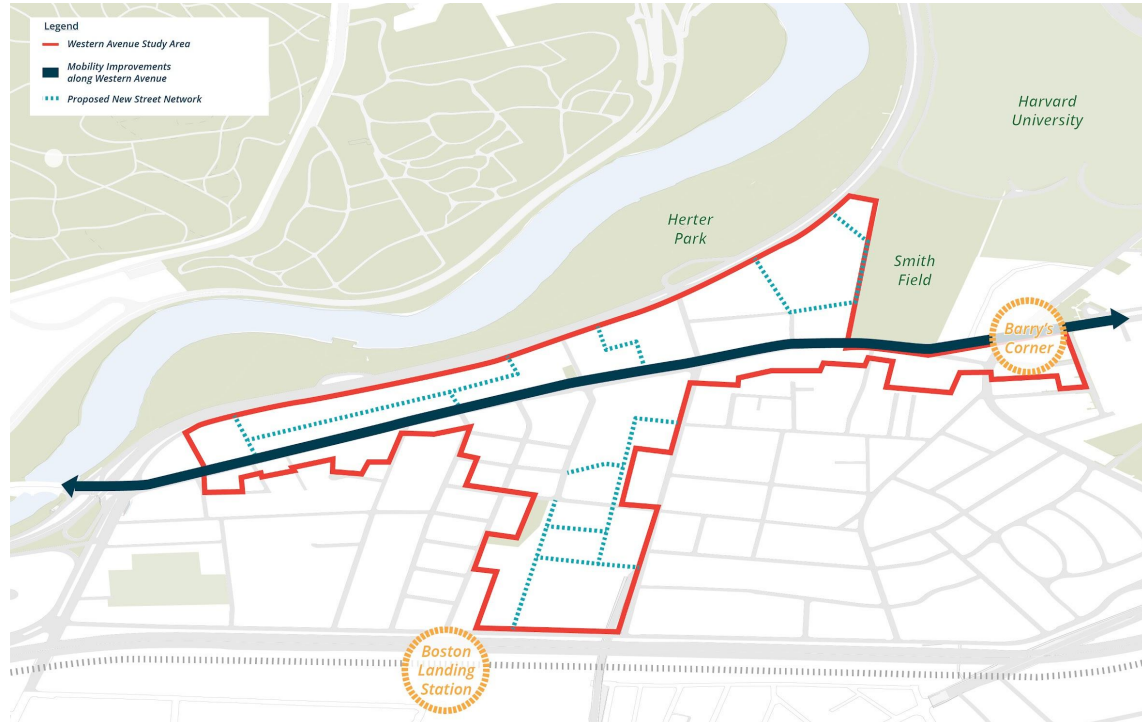 Legend
Western Avenue Study Area
Mobility Improvements
along Western Avenue
Proposed New Street Network
Harvard
University
Herter
Park
Smith
Field
Barry's
Corner
Boston
Landing
Station